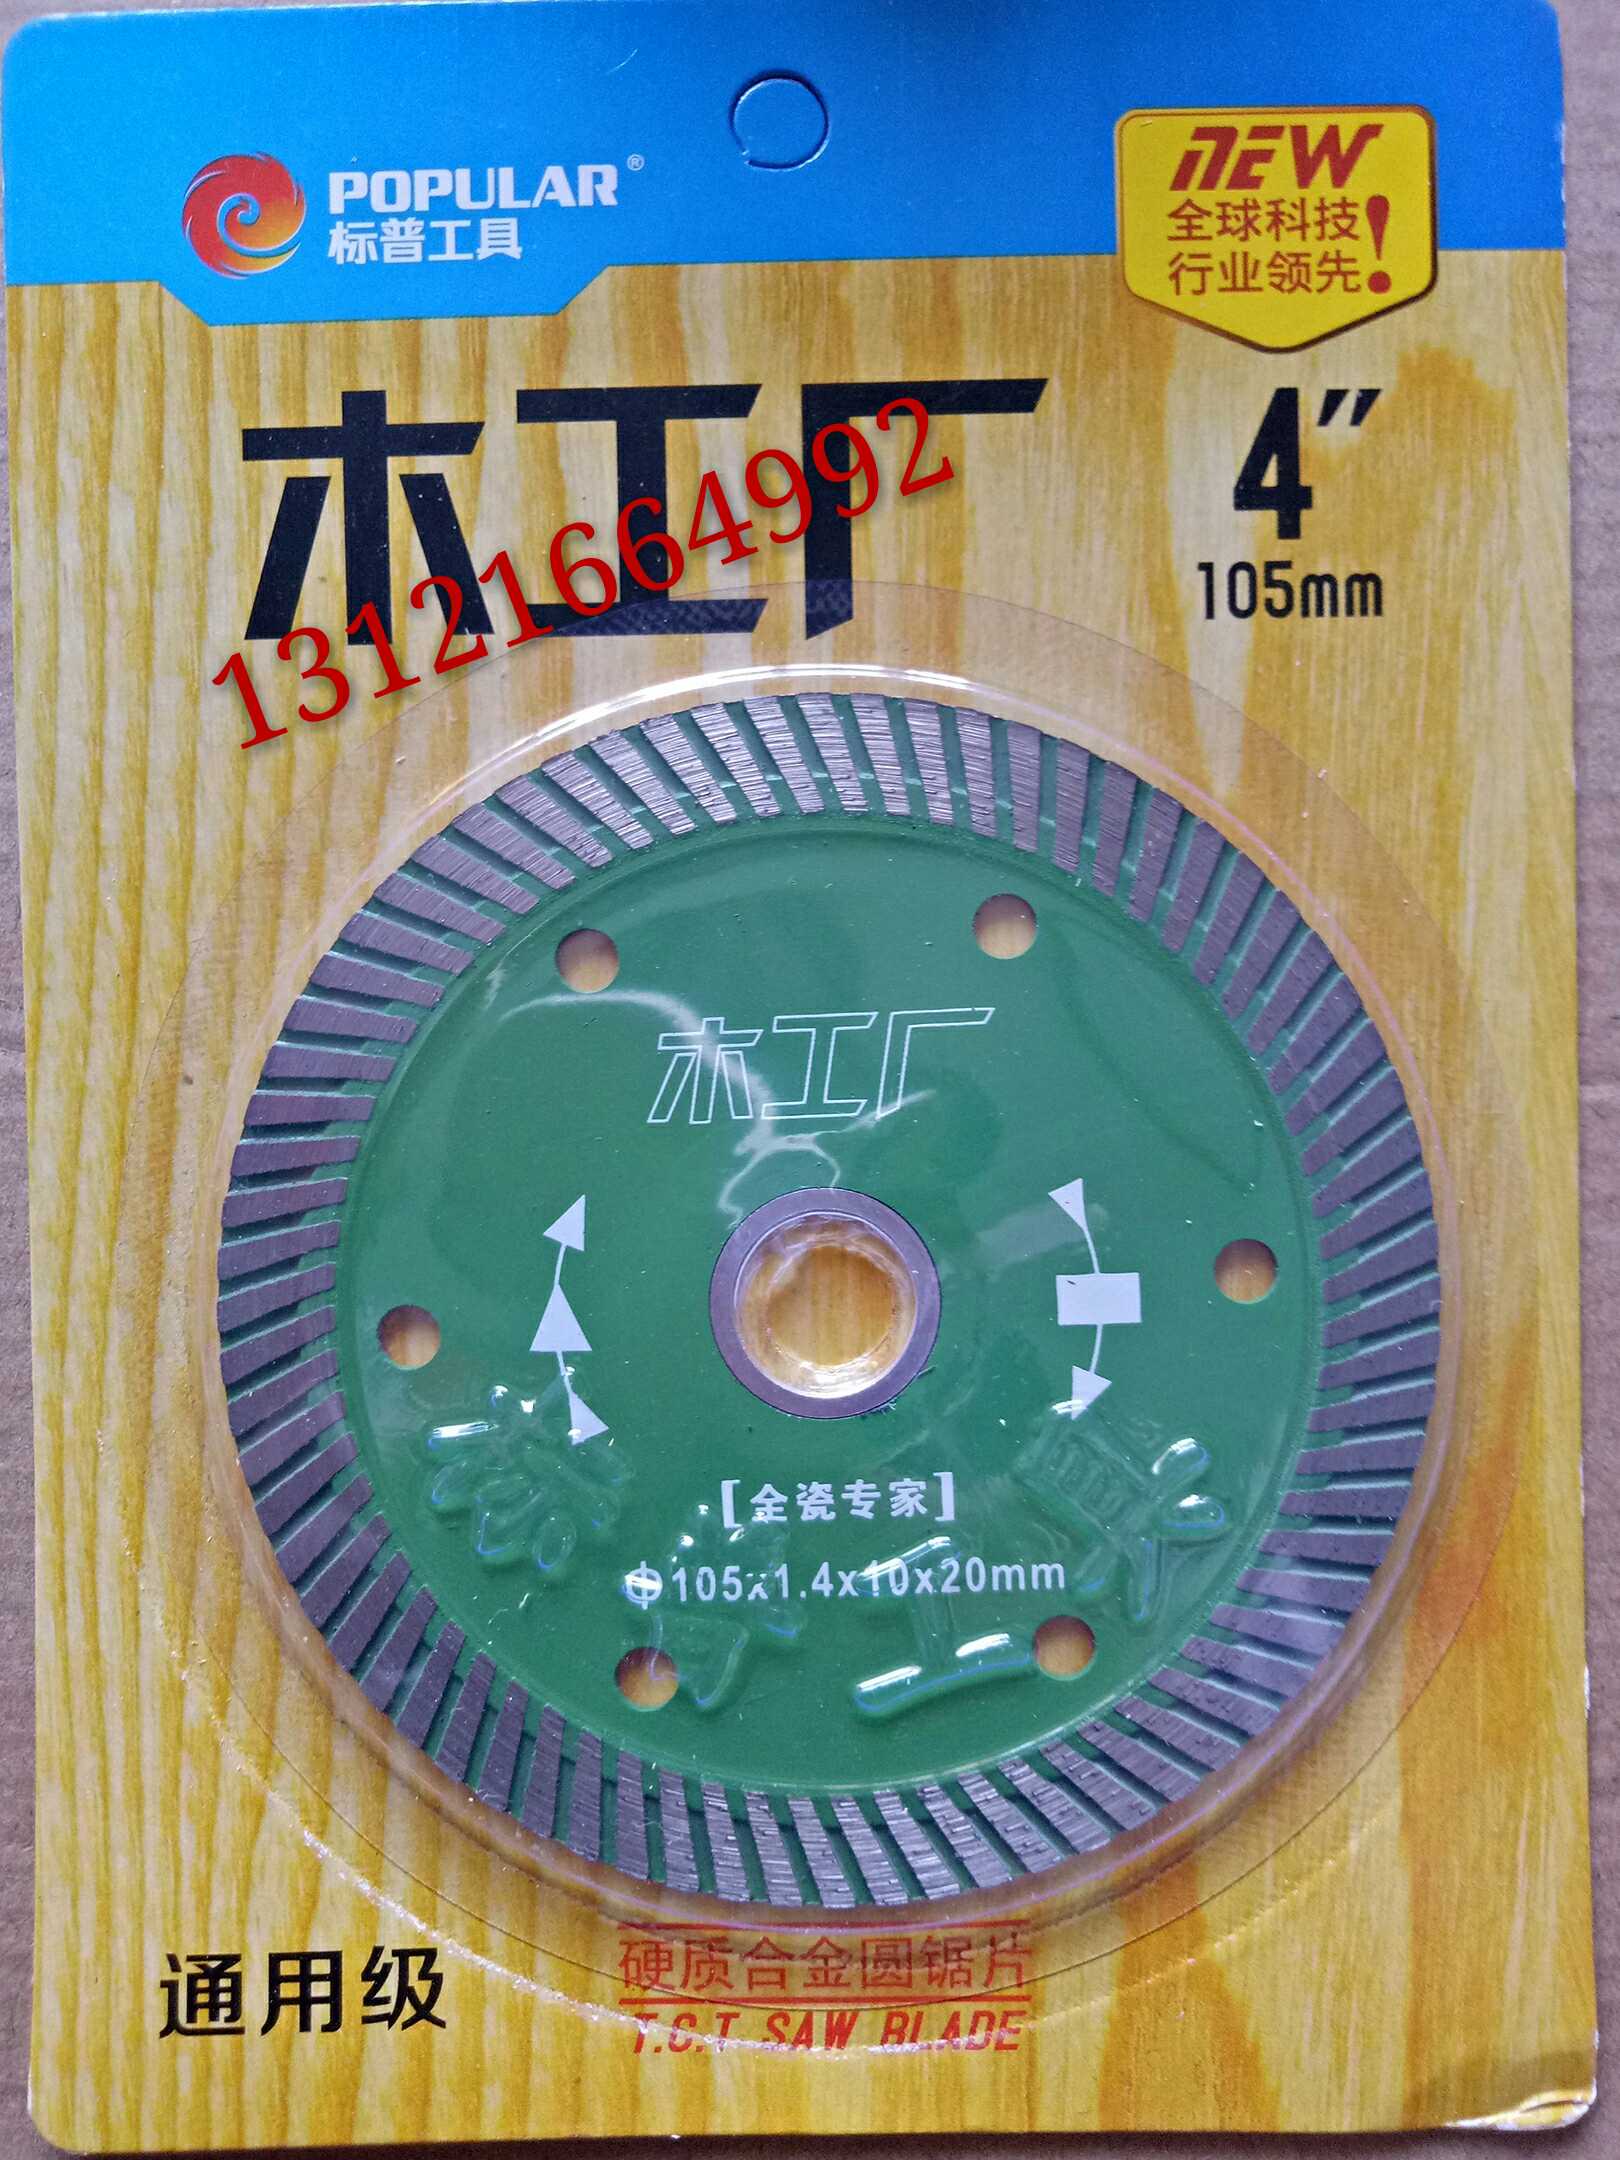 POPULAR®
标普工具
NEW
全球科技
行业领先!
木工厂
4″
105mm
13121664992
木工厂
[全瓷专家]
Φ105x1.4x10x20mm
通用级
硬质合金圆锯片
T.C.T SAW BLADE